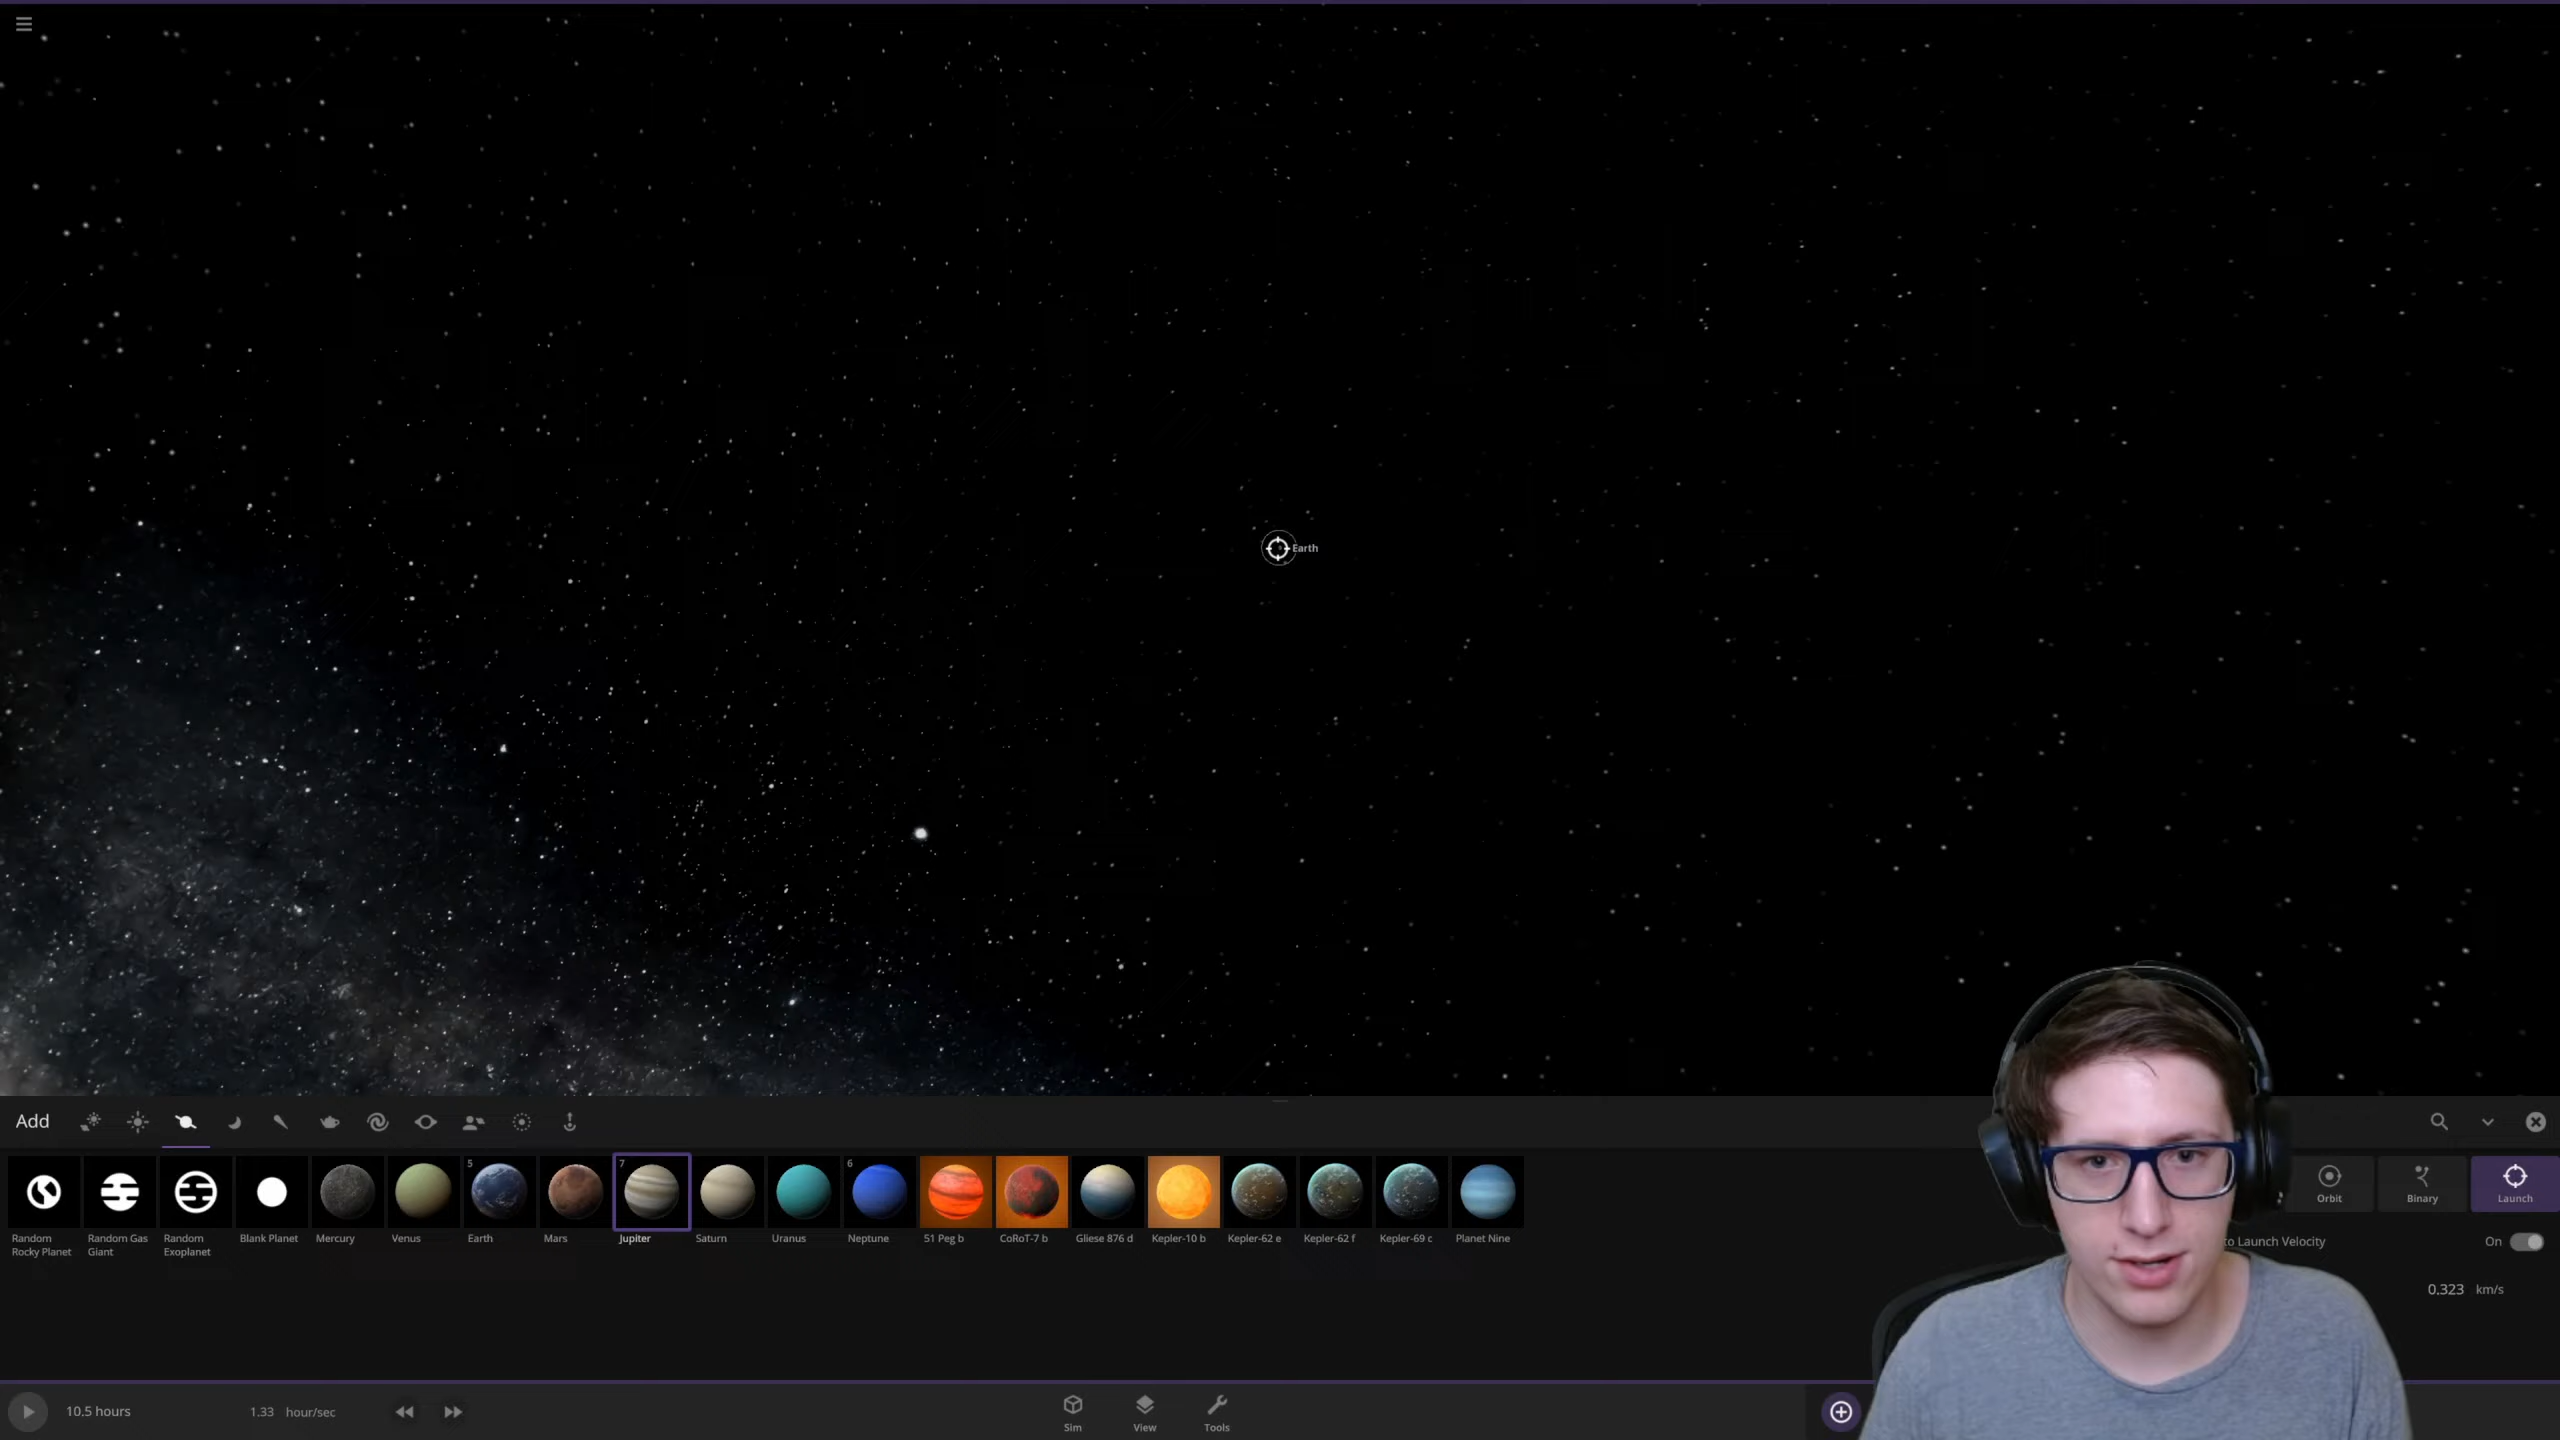 Earth
Add
5
7
6
Random Rocky Planet
Random Gas Giant
Random Exoplanet
Blank Planet
Mercury
Venus
Earth
Mars
Jupiter
Saturn
Uranus
Neptune
51 Peg b
CoRoT-7 b
Gliese 876 d
Kepler-10 b
Kepler-62 e
Kepler-62 f
Kepler-69 c
Planet Nine
Orbit
Binary
Launch
to Launch Velocity
On
0.323 km/s
10.5 hours
1.33 hour/sec
Sim
View
Tools